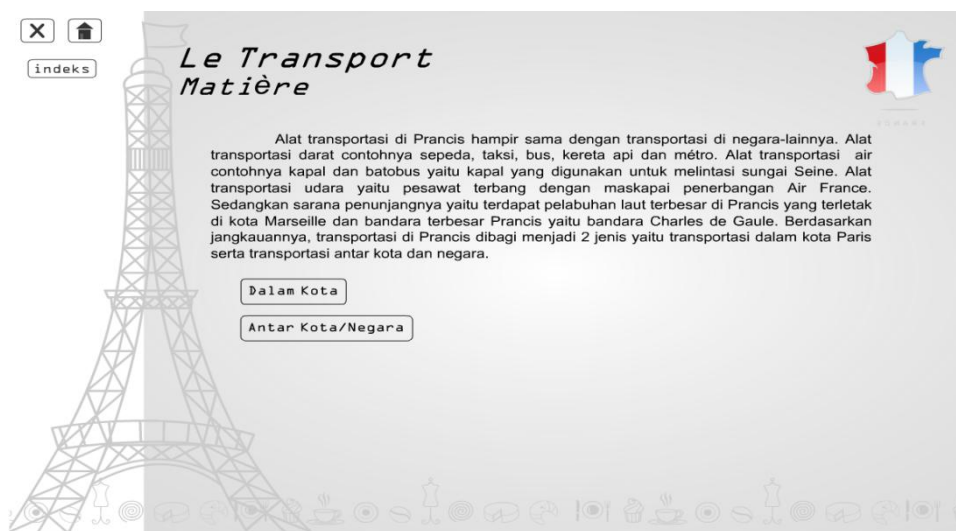 indeks
Le Transport
Matière
Alat transportasi di Prancis hampir sama dengan transportasi di negara-lainnya. Alat
transportasi darat contohnya sepeda, taksi, bus, kereta api dan métro. Alat transportasi air
contohnya kapal dan batobus yaitu kapal yang digunakan untuk melintasi sungai Seine. Alat
transportasi udara yaitu pesawat terbang dengan maskapai penerbangan Air France.
Sedangkan sarana penunjangnya yaitu terdapat pelabuhan laut terbesar di Prancis yang terletak
di kota Marseille dan bandara terbesar Prancis yaitu bandara Charles de Gaule. Berdasarkan
jangkauannya, transportasi di Prancis dibagi menjadi 2 jenis yaitu transportasi dalam kota Paris
serta transportasi antar kota dan negara.
Dalam Kota
Antar Kota/Negara